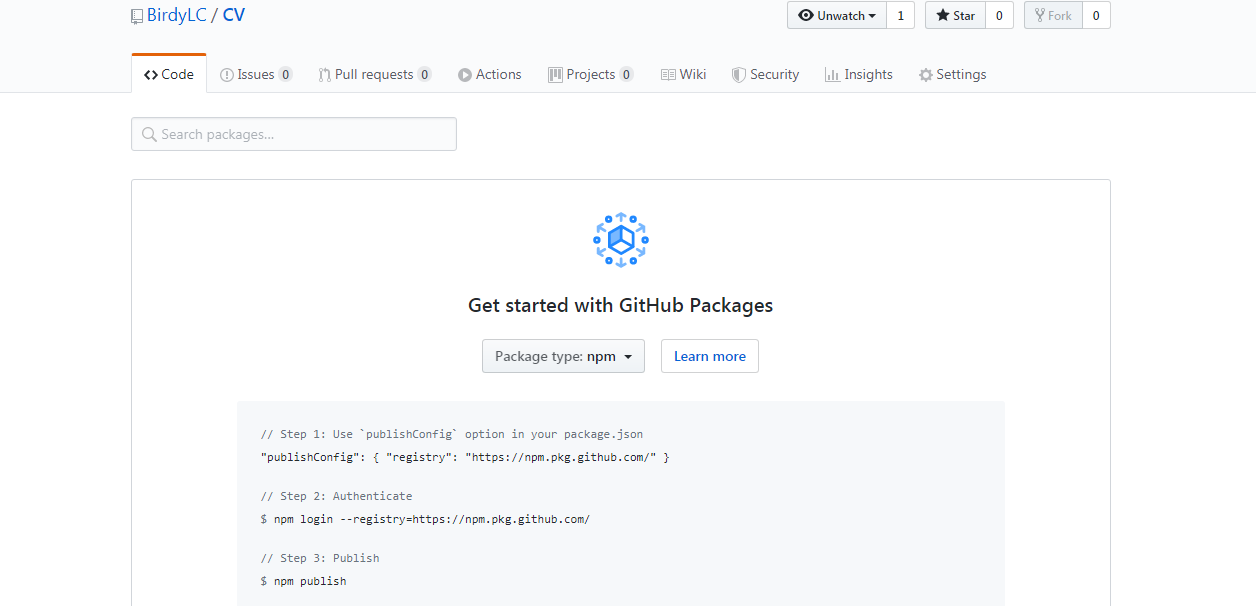 BirdyLC / CV
Unwatch 1 Star 0 Fork 0
Code Issues 0 Pull requests 0 Actions Projects 0 Wiki Security Insights Settings
Search packages...
Get started with GitHub Packages
Package type: npm Learn more
// Step 1: Use `publishConfig` option in your package.json
"publishConfig": { "registry": "https://npm.pkg.github.com/" }
// Step 2: Authenticate
$ npm login --registry=https://npm.pkg.github.com/
// Step 3: Publish
$ npm publish